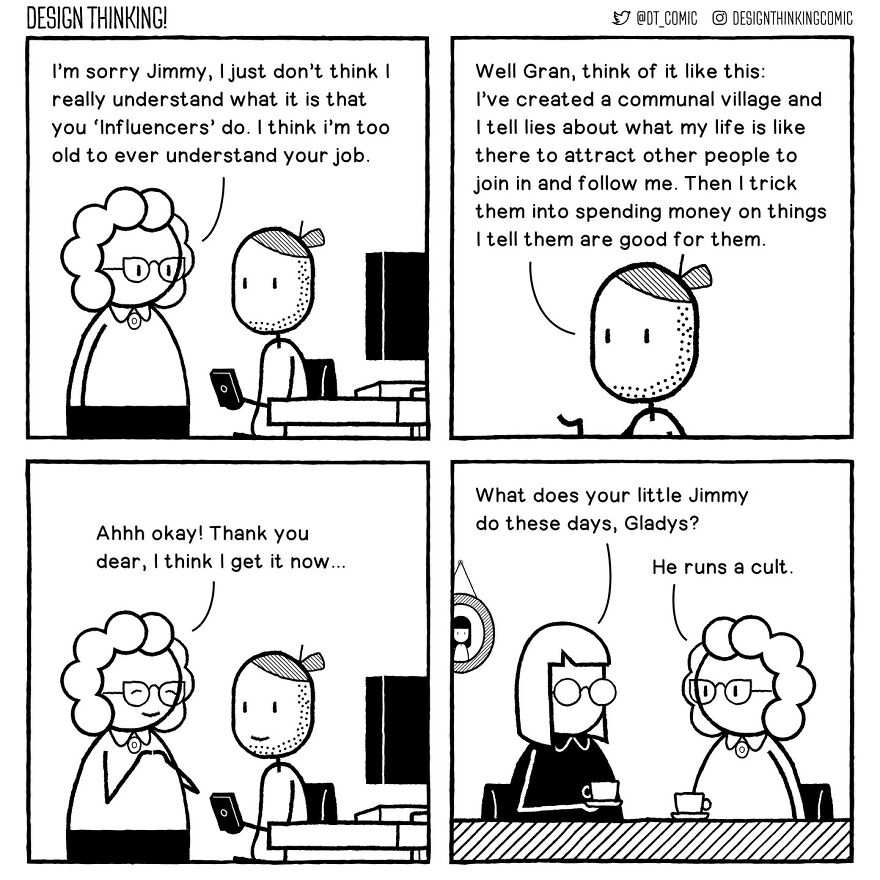 DESIGN THINKING!
@DT_COMIC DESIGNTHINKINGCOMIC
I'm sorry Jimmy, I just don't think I
really understand what it is that
you 'Influencers' do. I think i'm too
old to ever understand your job.
Well Gran, think of it like this:
I've created a communal village and
I tell lies about what my life is like
there to attract other people to
join in and follow me. Then I trick
them into spending money on things
I tell them are good for them.
Ahhh okay! Thank you
dear, I think I get it now...
What does your little Jimmy
do these days, Gladys?
He runs a cult.